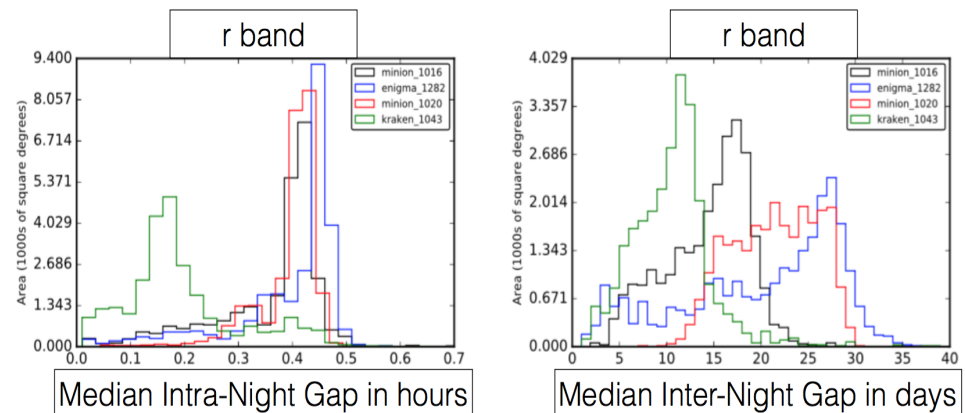 r band
9.400
8.057
6.714
5.371
4.029
2.686
1.343
0.000
Area (1000s of square degrees)
minion_1016
enigma_1282
minion_1020
kraken_1043
0.0 0.1 0.2 0.3 0.4 0.5 0.6 0.7
Median Intra-Night Gap in hours
r band
4.029
3.357
2.686
2.014
1.343
0.671
0.000
Area (1000s of square degrees)
minion_1016
enigma_1282
minion_1020
kraken_1043
0 5 10 15 20 25 30 35 40
Median Inter-Night Gap in days